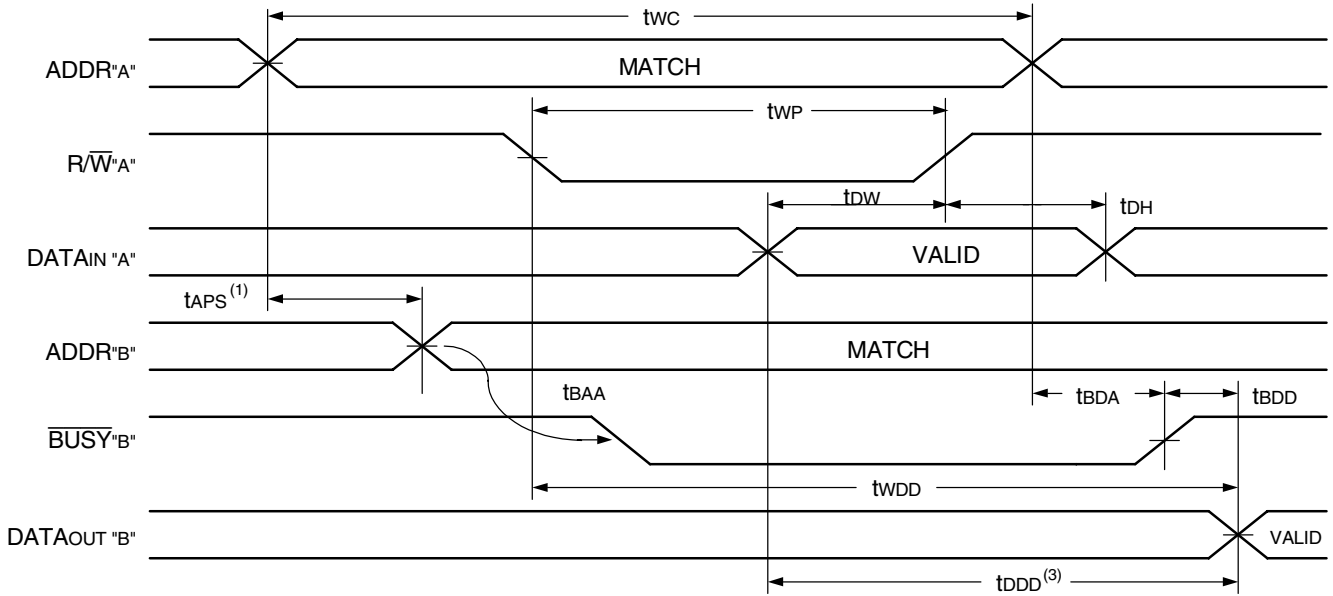 tWC
ADDR"A"
MATCH
tWP
R/W̅"A"
tDW
tDH
DATAIN "A"
VALID
tAPS(1)
ADDR"B"
MATCH
tBAA
tBDA
tBDD
B̅U̅S̅Y̅"B"
tWDD
DATAOUT "B"
VALID
tDDD(3)